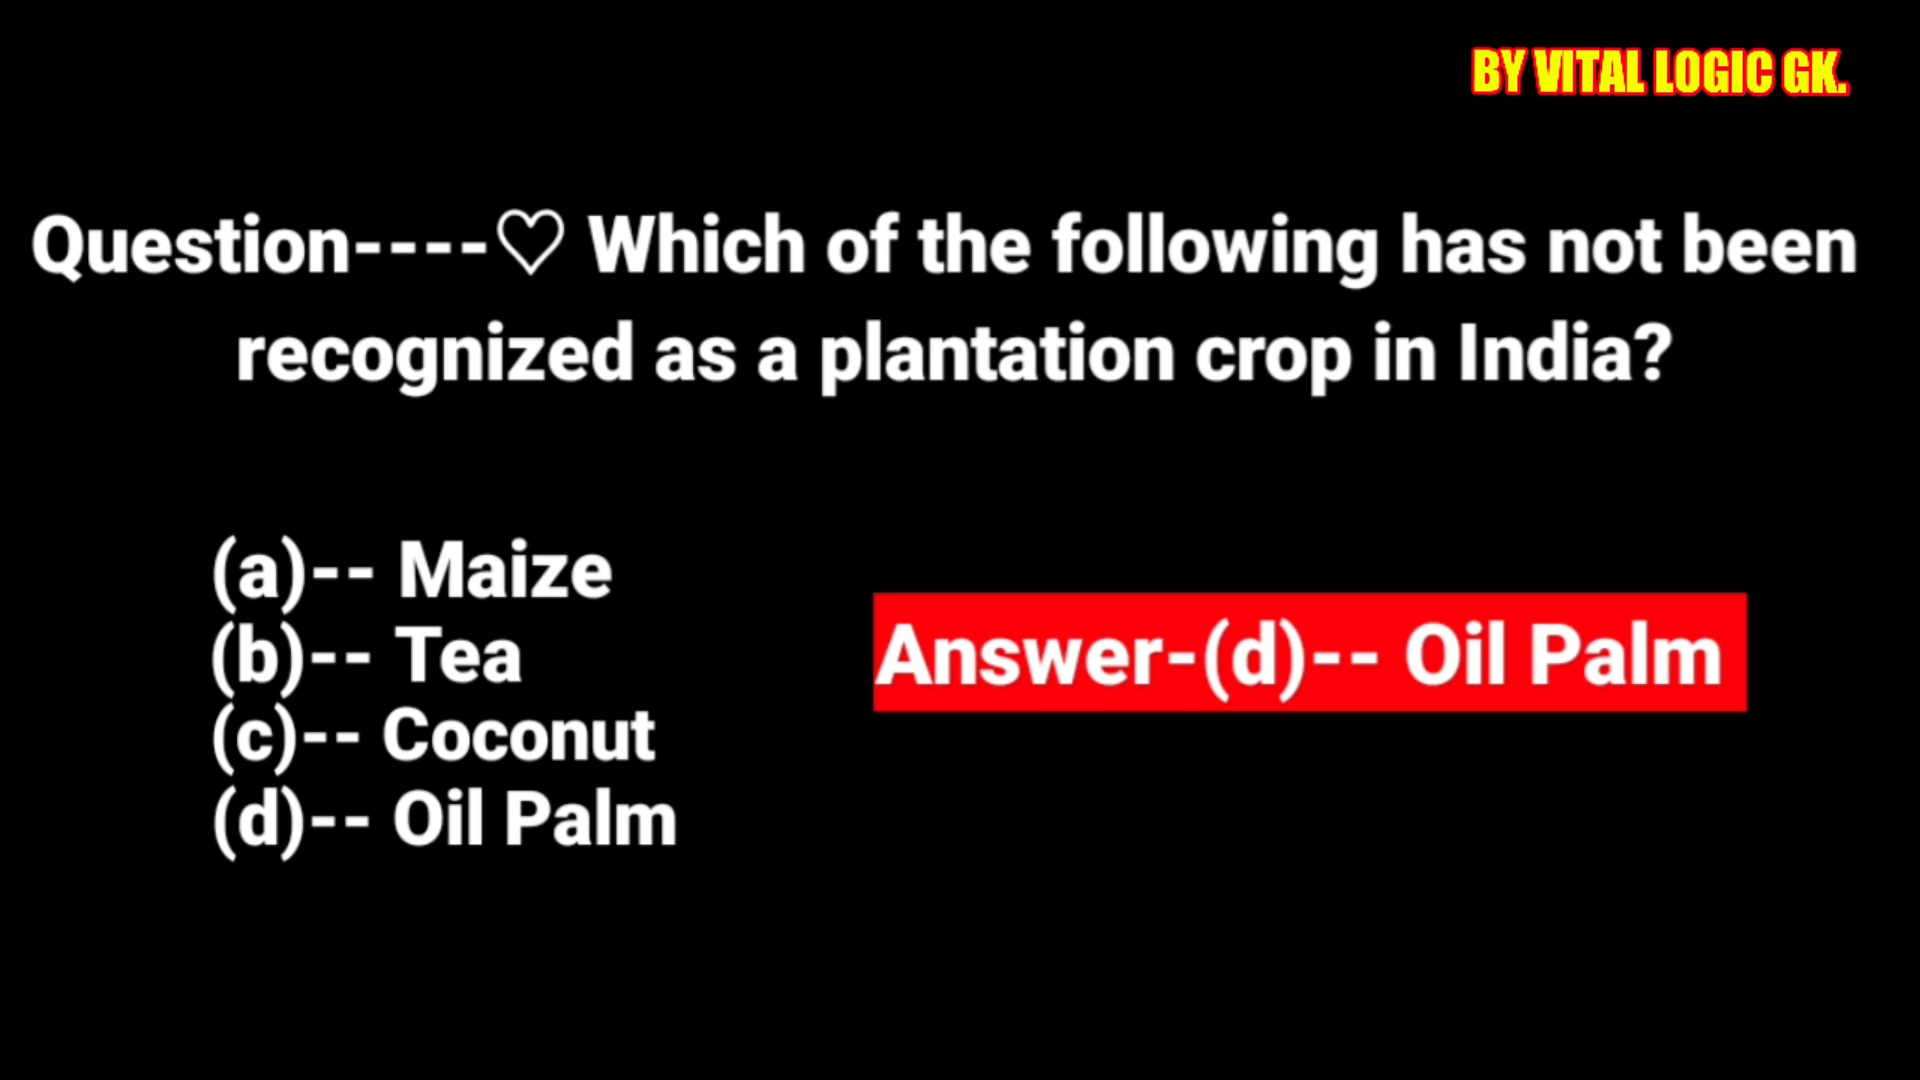 BY VITAL LOGIC GK.
Question----♡ Which of the following has not been
recognized as a plantation crop in India?
(a)-- Maize
(b)-- Tea
(c)-- Coconut
(d)-- Oil Palm
Answer-(d)-- Oil Palm